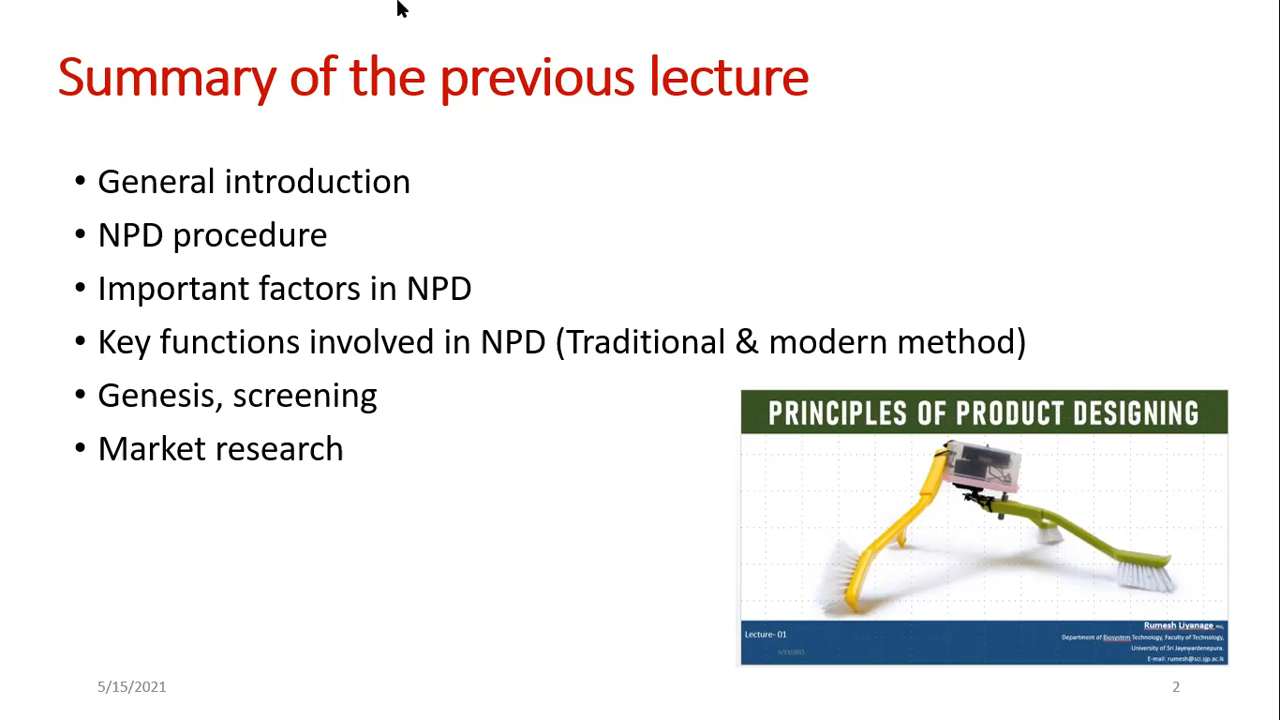 Summary of the previous lecture
• General introduction
• NPD procedure
• Important factors in NPD
• Key functions involved in NPD (Traditional & modern method)
• Genesis, screening
• Market research
PRINCIPLES OF PRODUCT DESIGNING
Lecture- 01
Rumesh Liyanage
Department of Biosystem Technology, Faculty of Technology,
University of Sri Jayewardenepura.
E-mail: rumesh@sci.sjp.ac.lk
5/15/2021
2